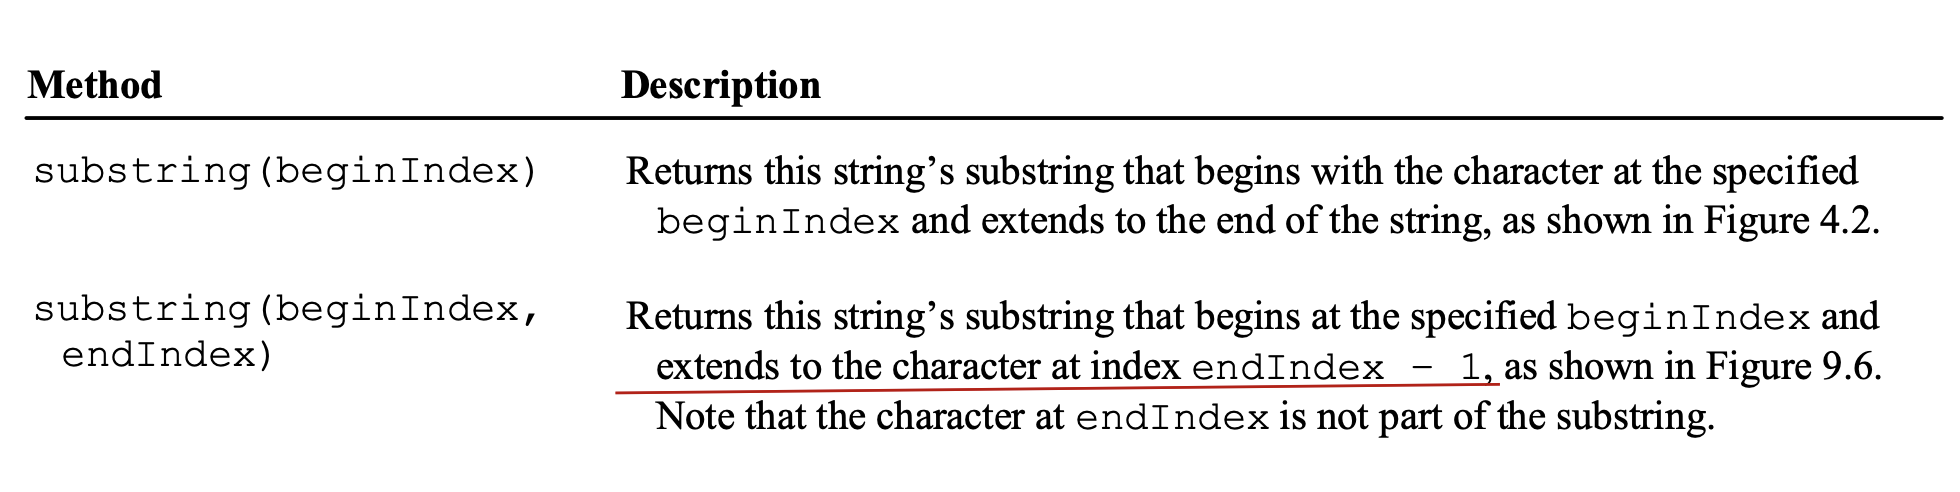 Method Description
substring(beginIndex) Returns this string’s substring that begins with the character at the specified
beginIndex and extends to the end of the string, as shown in Figure 4.2.
substring(beginIndex, Returns this string’s substring that begins at the specified beginIndex and
endIndex) extends to the character at index endIndex – 1, as shown in Figure 9.6.
Note that the character at endIndex is not part of the substring.